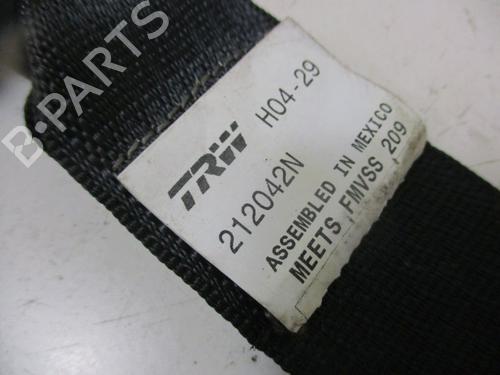 TRW H04-29
212042N
ASSEMBLED IN MEXICO
MEETS FMVSS 209
B-PARTS